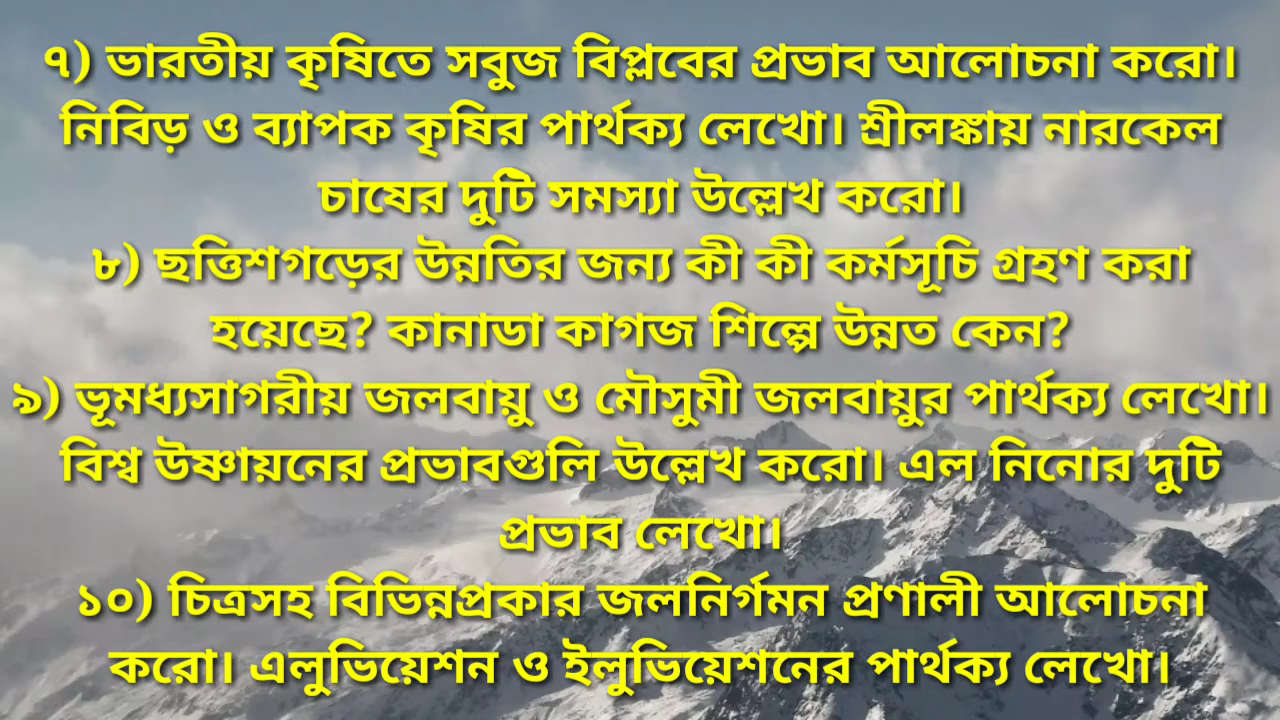 ৭) ভারতীয় কৃষিতে সবুজ বিপ্লবের প্রভাব আলোচনা করো।
নিবিড় ও ব্যাপক কৃষির পার্থক্য লেখো। শ্রীলঙ্কায় নারকেল
চাষের দুটি সমস্যা উল্লেখ করো।
৮) ছত্তিশগড়ের উন্নতির জন্য কী কী কর্মসূচি গ্রহণ করা
হয়েছে? কানাডা কাগজ শিল্পে উন্নত কেন?
৯) ভূমধ্যসাগরীয় জলবায়ু ও মৌসুমী জলবায়ুর পার্থক্য লেখো।
বিশ্ব উষ্ণায়নের প্রভাবগুলি উল্লেখ করো। এল নিনোর দুটি
প্রভাব লেখো।
১০) চিত্রসহ বিভিন্নপ্রকার জলনির্গমন প্রণালী আলোচনা
করো। এলুভিয়েশন ও ইলুভিয়েশনের পার্থক্য লেখো।